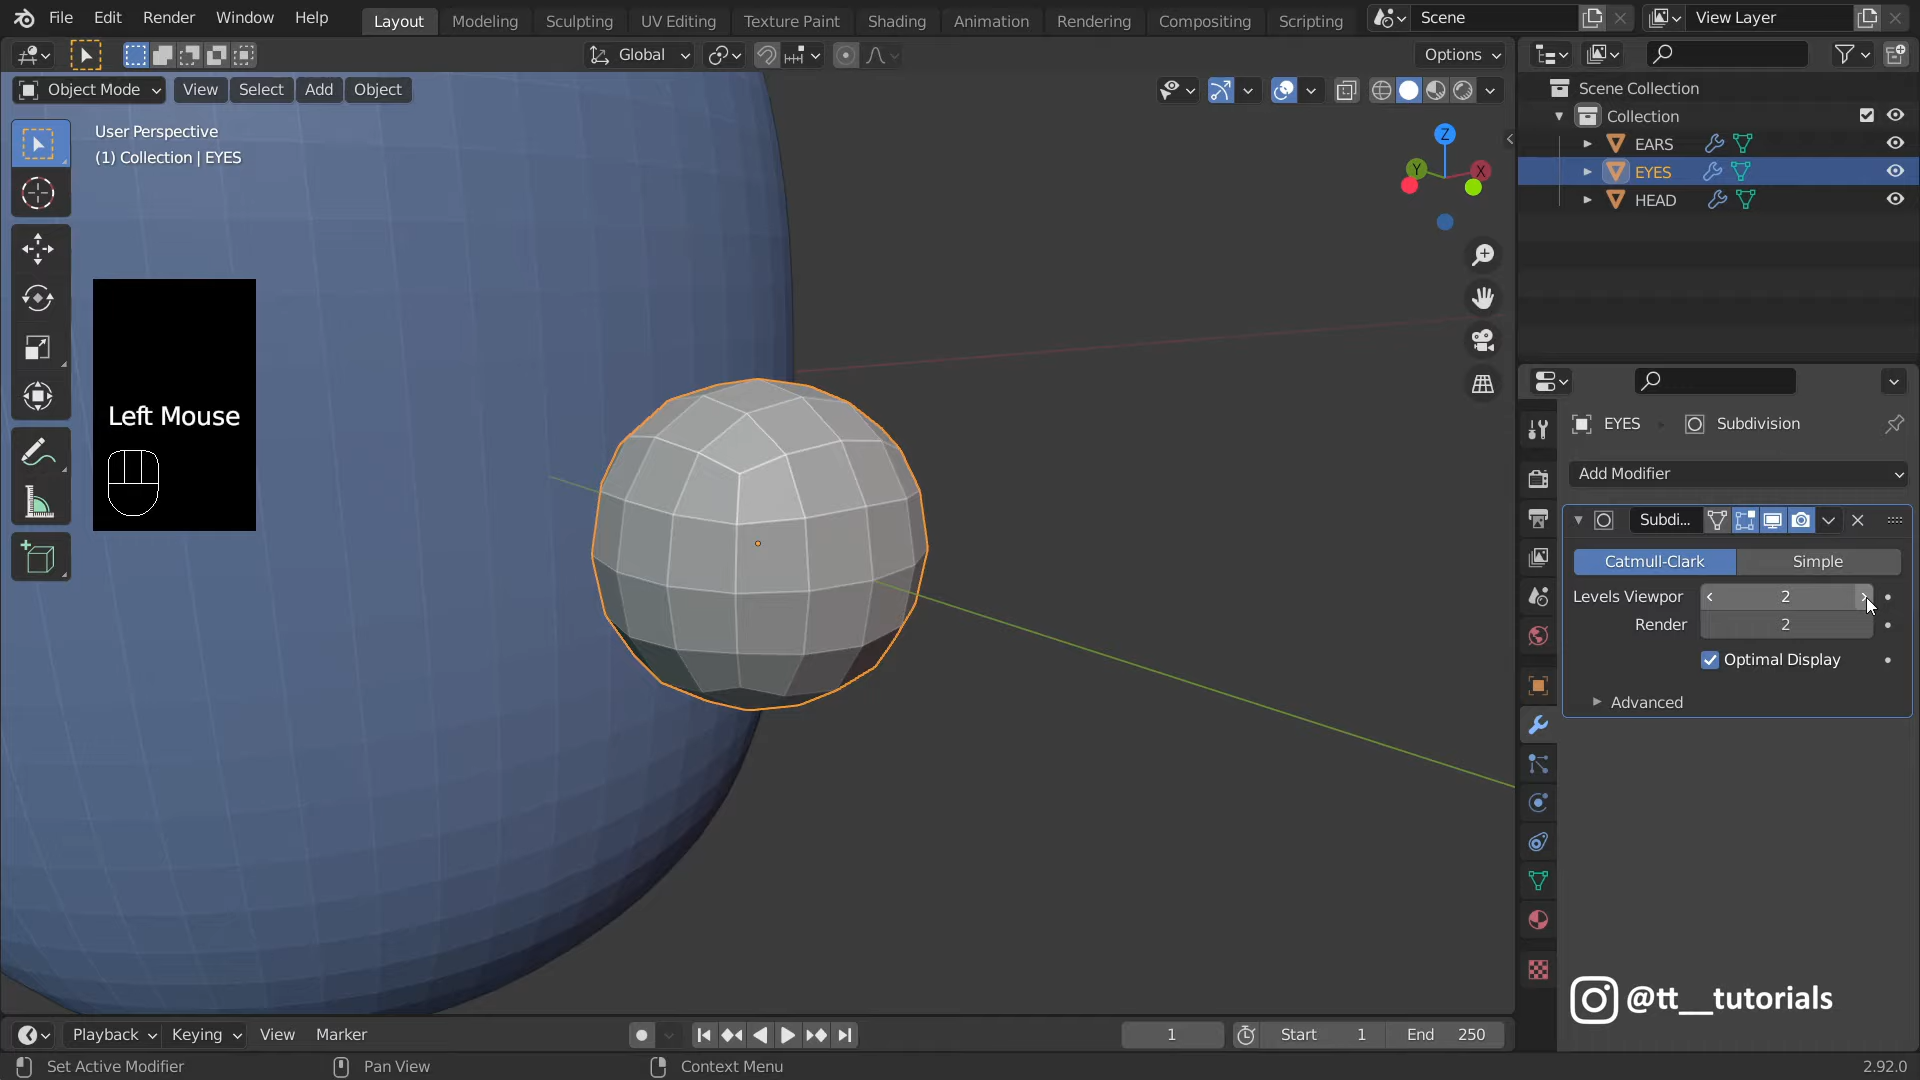 File Edit Render Window Help Layout Modeling Sculpting UV Editing Texture Paint Shading Animation Rendering Compositing Scripting Scene View Layer
Global Options
Object Mode View Select Add Object
User Perspective
(1) Collection | EYES
Z
Y
X
Left Mouse
Scene Collection
Collection
EARS
EYES
HEAD
EYES Subdivision
Add Modifier
Subdi...
Catmull-Clark Simple
Levels Viewpor 2
Render 2
Optimal Display
Advanced
@tt__tutorials
Playback Keying View Marker 1 Start 1 End 250
Set Active Modifier Pan View Context Menu 2.92.0